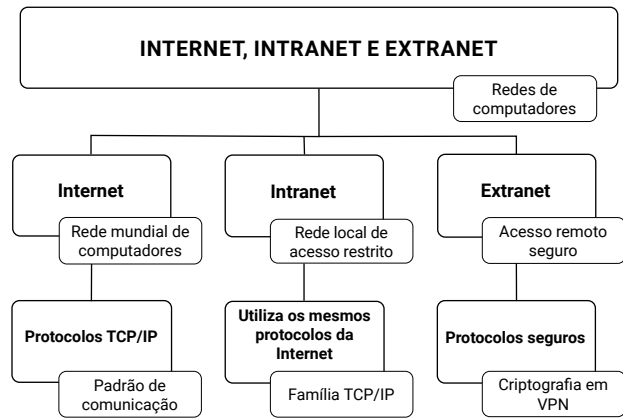 INTERNET, INTRANET E EXTRANET
Redes de
computadores
Internet
Rede mundial de
computadores
Intranet
Rede local de
acesso restrito
Extranet
Acesso remoto
seguro
Protocolos TCP/IP
Padrão de
comunicação
Utiliza os mesmos
protocolos da
Internet
Família TCP/IP
Protocolos seguros
Criptografia em
VPN